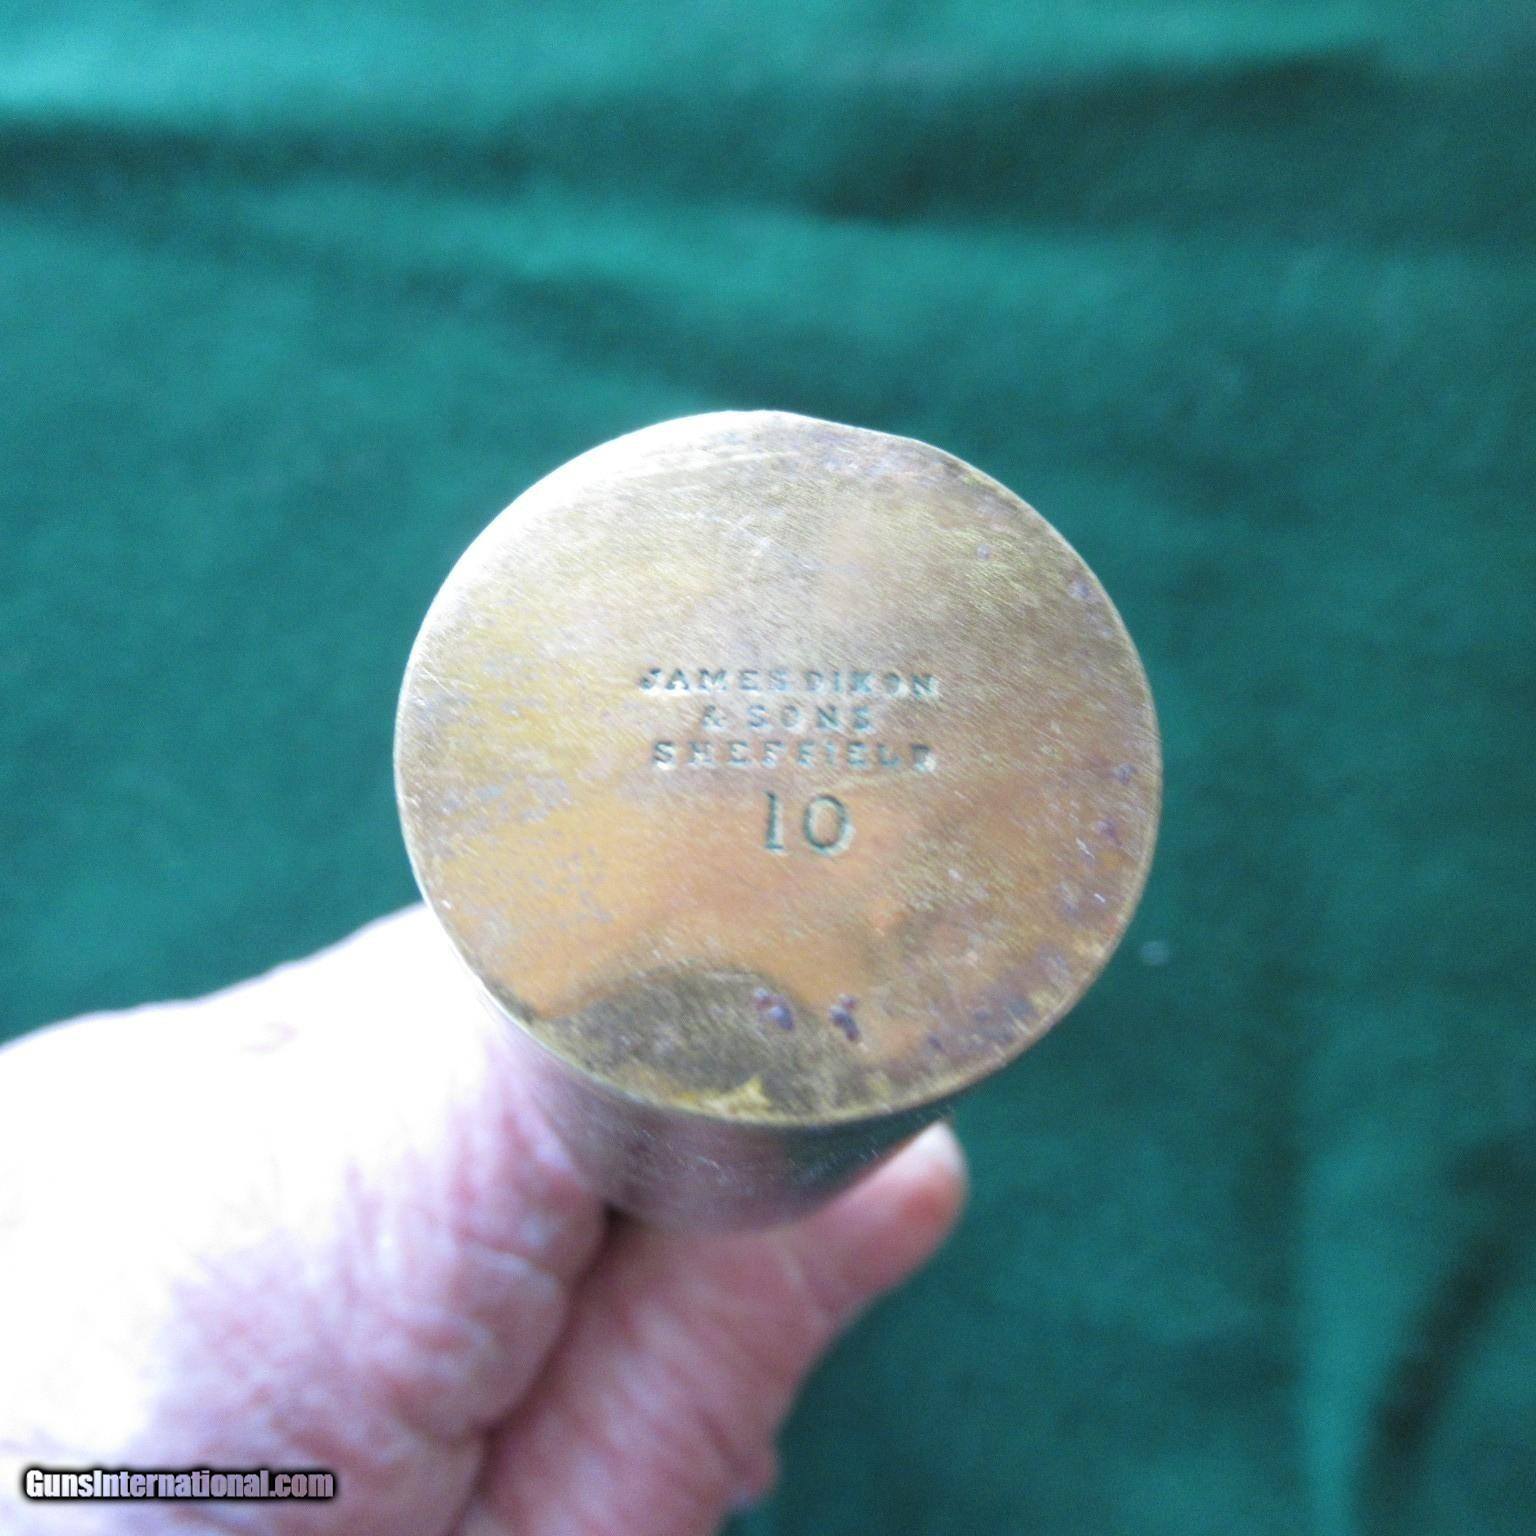 JAMES DIXON
& SONS
SHEFFIELD
10
GunsInternational.com